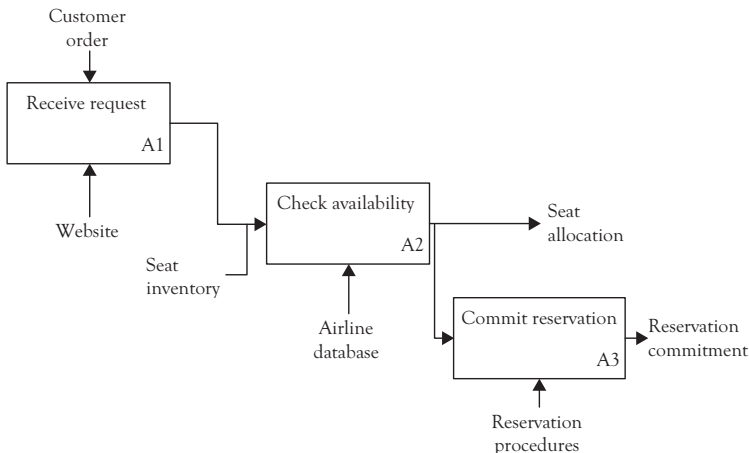 Customer
order
Receive request
A1
Website
Check availability
A2
Seat
inventory
Seat
allocation
Airline
database
Commit reservation
A3
Reservation
commitment
Reservation
procedures